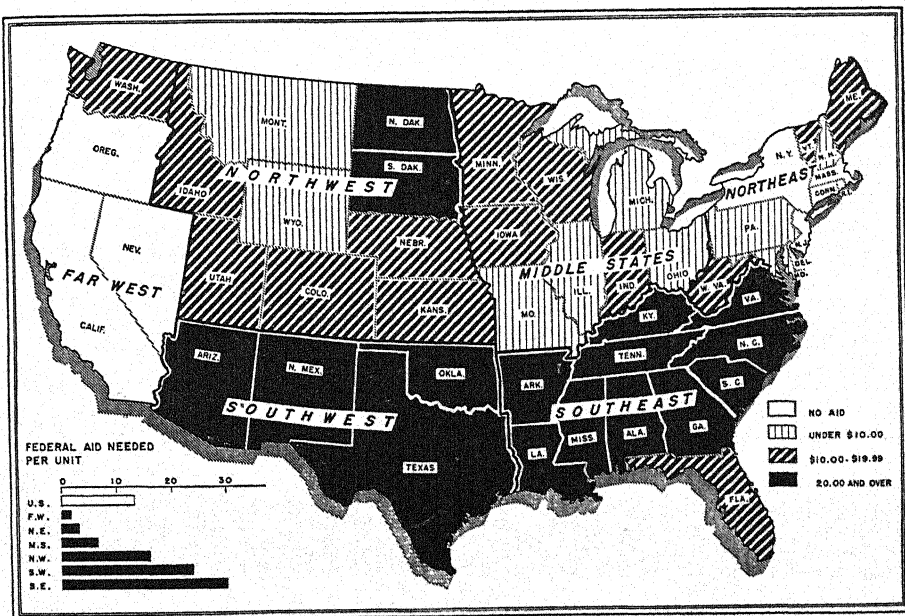 WASH.
OREG.
IDAHO
MONT.
N. DAK
S. DAK.
NORTHWEST
WYO.
NEBR.
NEV.
FAR WEST
CALIF.
UTAH
COLO.
KANS.
MINN.
WIS.
IOWA
MICH.
MIDDLE STATES
MO.
ILL.
IND.
OHIO
ME.
VT.
N.H.
N.Y.
MASS.
NORTHEAST
CONN.
R.I.
PA.
N.J.
DEL.
MD.
W. VA.
VA.
KY.
ARIZ.
N. MEX.
OKLA.
SOUTHWEST
TEXAS
ARK.
TENN.
N. C.
S. C.
SOUTHEAST
LA.
MISS.
ALA.
GA.
FLA.
NO AID
UNDER $10.00
$10.00-$19.99
20.00 AND OVER
FEDERAL AID NEEDED
PER UNIT
0 10 20 30
U.S.
F.W.
N.E.
M.S.
N.W.
S.W.
S.E.